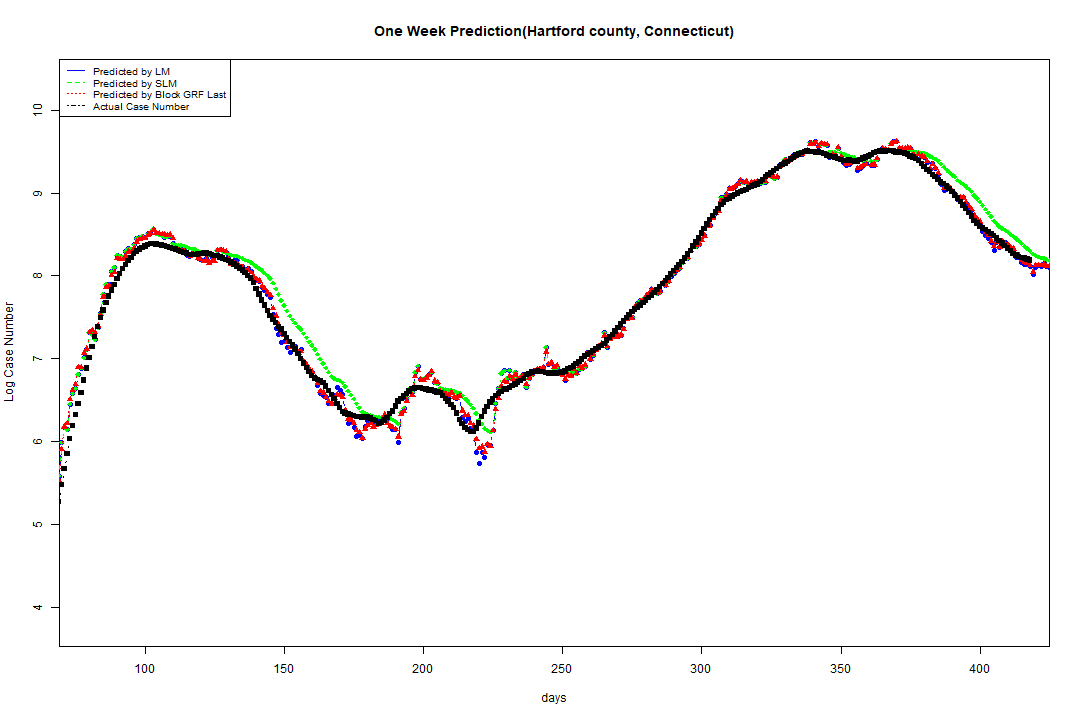 One Week Prediction(Hartford county, Connecticut)
Predicted by LM
Predicted by SLM
Predicted by Block GRF Last
Actual Case Number
10
9
8
7
6
5
4
Log Case Number
100 150 200 250 300 350 400
days